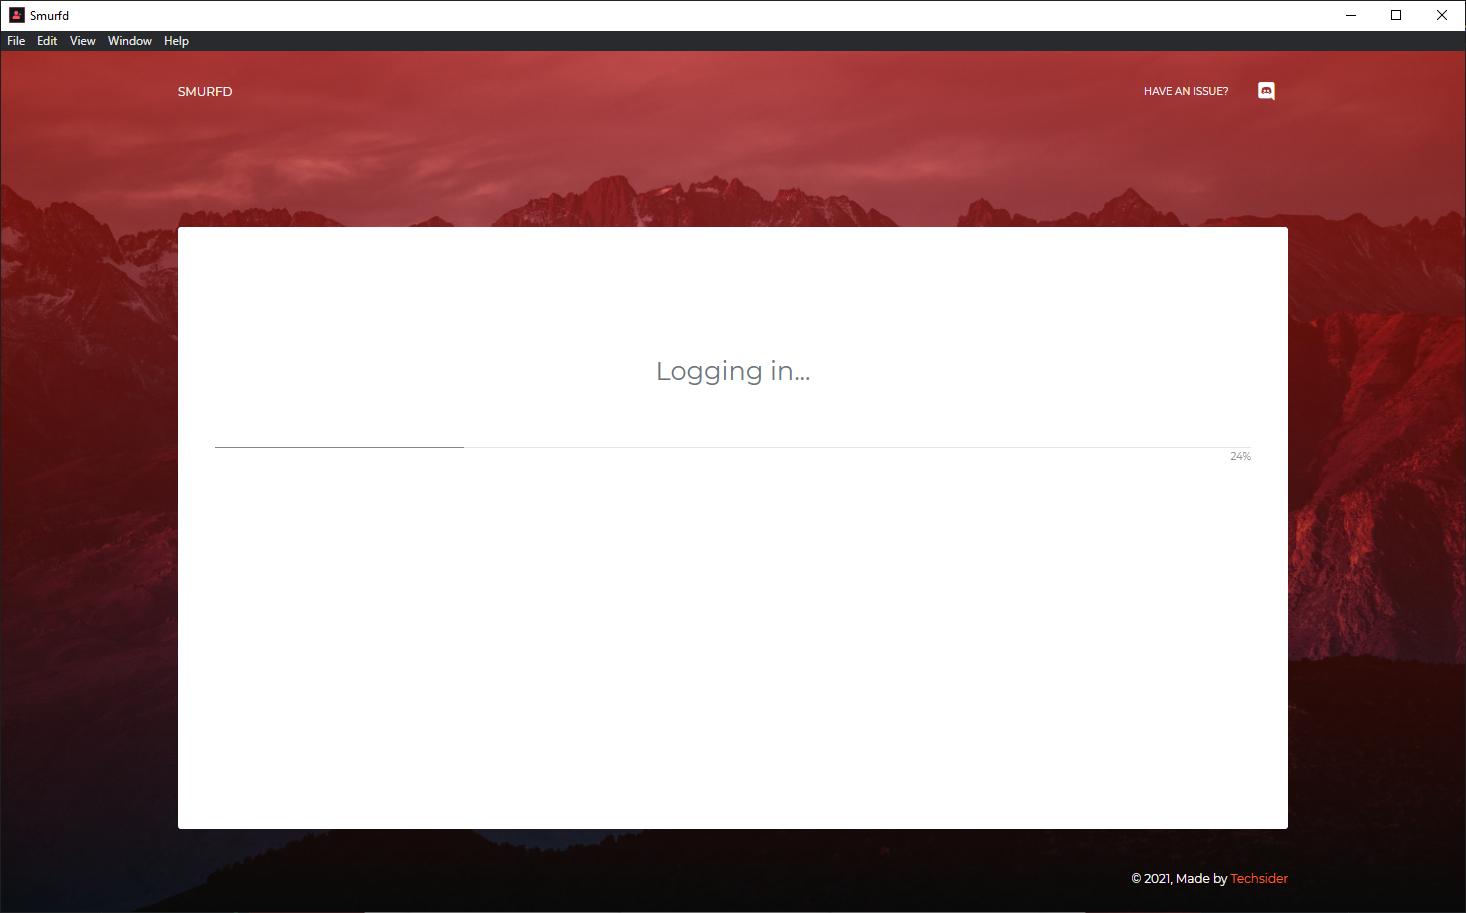 Smurfd
File Edit View Window Help
SMURFD
HAVE AN ISSUE?
Logging in...
24%
© 2021, Made by Techsider